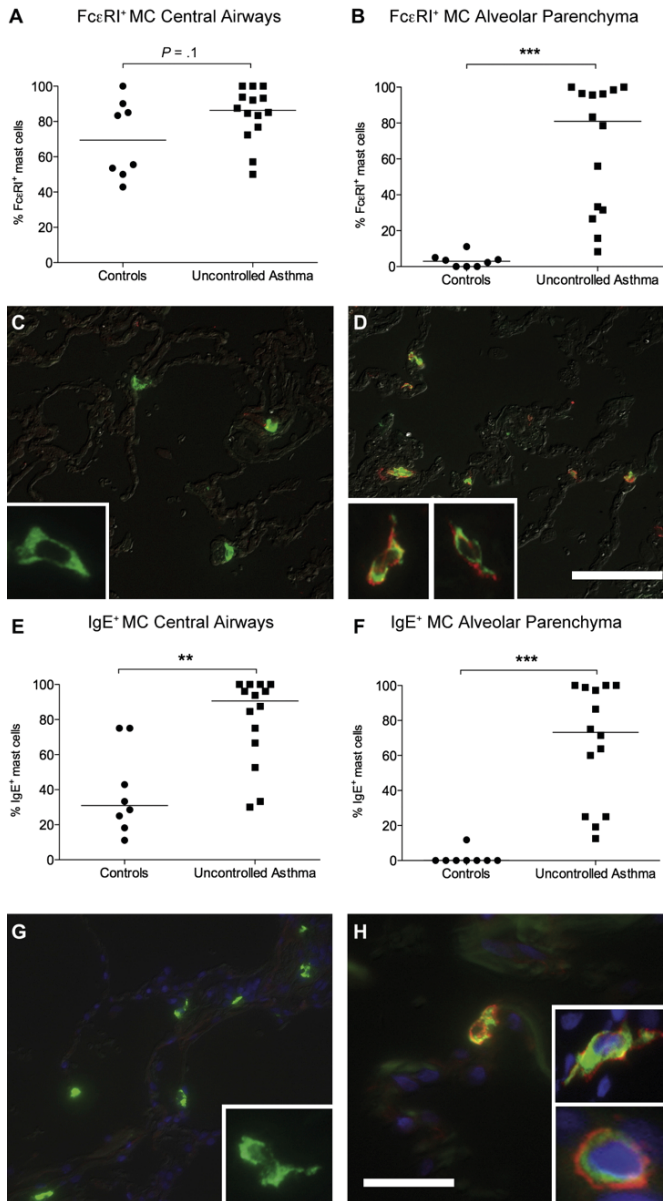 A FcεRI⁺ MC Central Airways
P = .1
% FcεRI⁺ mast cells
100
80
60
40
20
0
Controls Uncontrolled Asthma
B FcεRI⁺ MC Alveolar Parenchyma
***
% FcεRI⁺ mast cells
100
80
60
40
20
0
Controls Uncontrolled Asthma
C
D
E IgE⁺ MC Central Airways
**
% IgE⁺ mast cells
100
80
60
40
20
0
Controls Uncontrolled Asthma
F IgE⁺ MC Alveolar Parenchyma
***
% IgE⁺ mast cells
100
80
60
40
20
0
Controls Uncontrolled Asthma
G
H